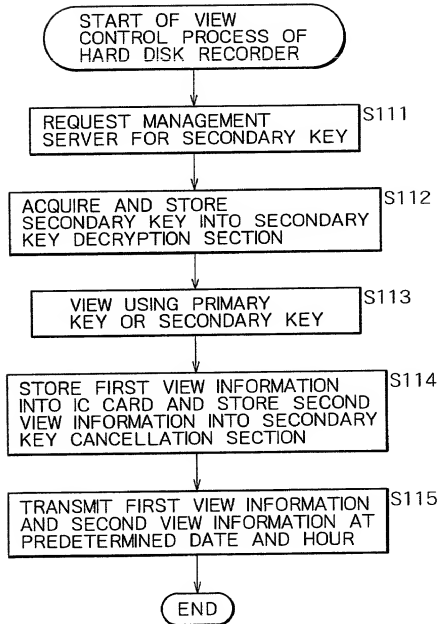 START OF VIEW
CONTROL PROCESS OF
HARD DISK RECORDER
REQUEST MANAGEMENT
SERVER FOR SECONDARY KEY
S111
ACQUIRE AND STORE
SECONDARY KEY INTO SECONDARY
KEY DECRYPTION SECTION
S112
VIEW USING PRIMARY
KEY OR SECONDARY KEY
S113
STORE FIRST VIEW INFORMATION
INTO IC CARD AND STORE SECOND
VIEW INFORMATION INTO SECONDARY
KEY CANCELLATION SECTION
S114
TRANSMIT FIRST VIEW INFORMATION
AND SECOND VIEW INFORMATION AT
PREDETERMINED DATE AND HOUR
S115
END